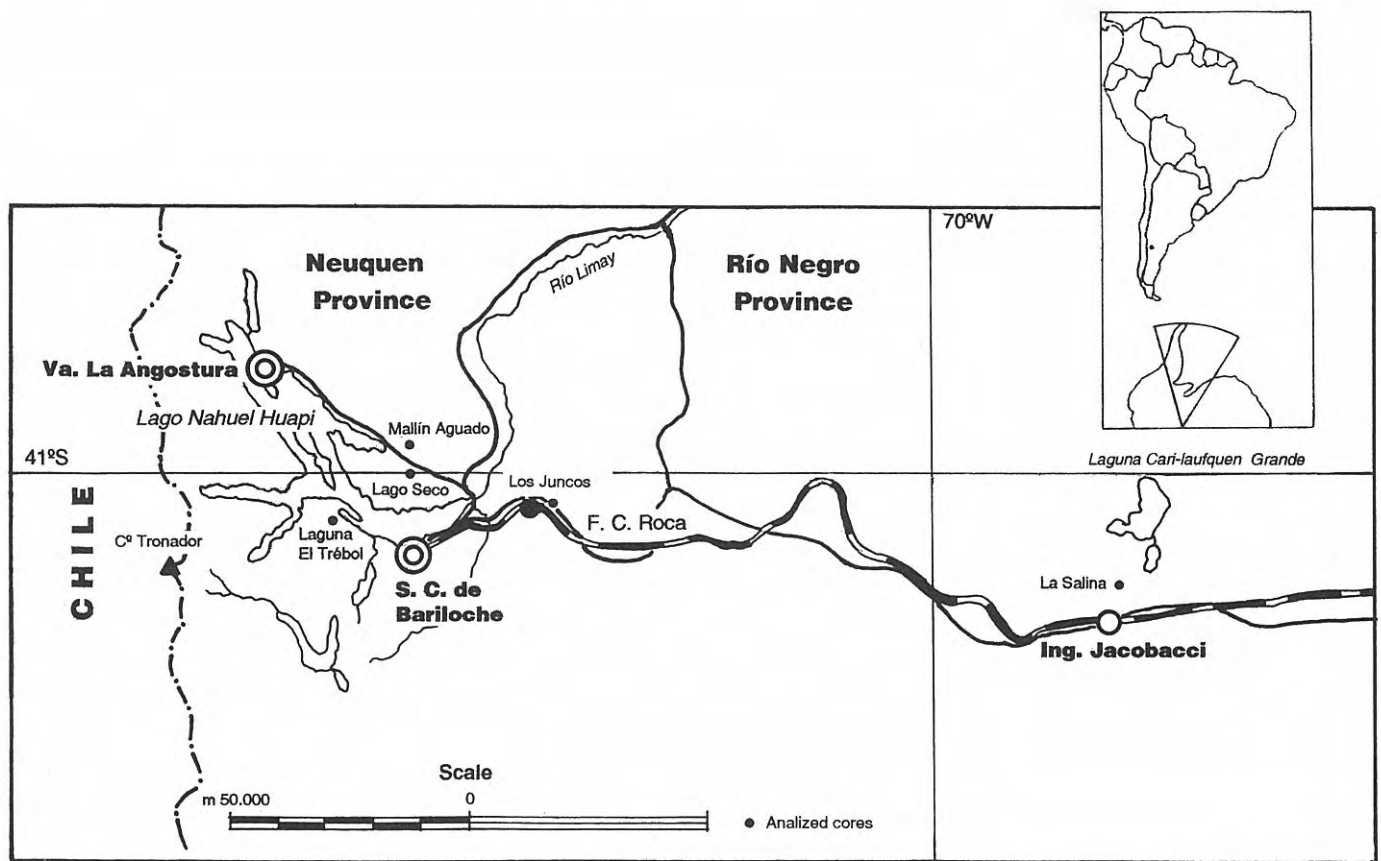 70ºW
Neuquen
Province
Río Limay
Río Negro
Province
Va. La Angostura
Lago Nahuel Huapi
Mallín Aguado
41ºS
Laguna Cari-laufquen Grande
Lago Seco
Los Juncos
CHILE
Cº Tronador
Laguna
El Trébol
F. C. Roca
S. C. de
Bariloche
La Salina
Ing. Jacobacci
Scale
m 50.000
0
Analized cores